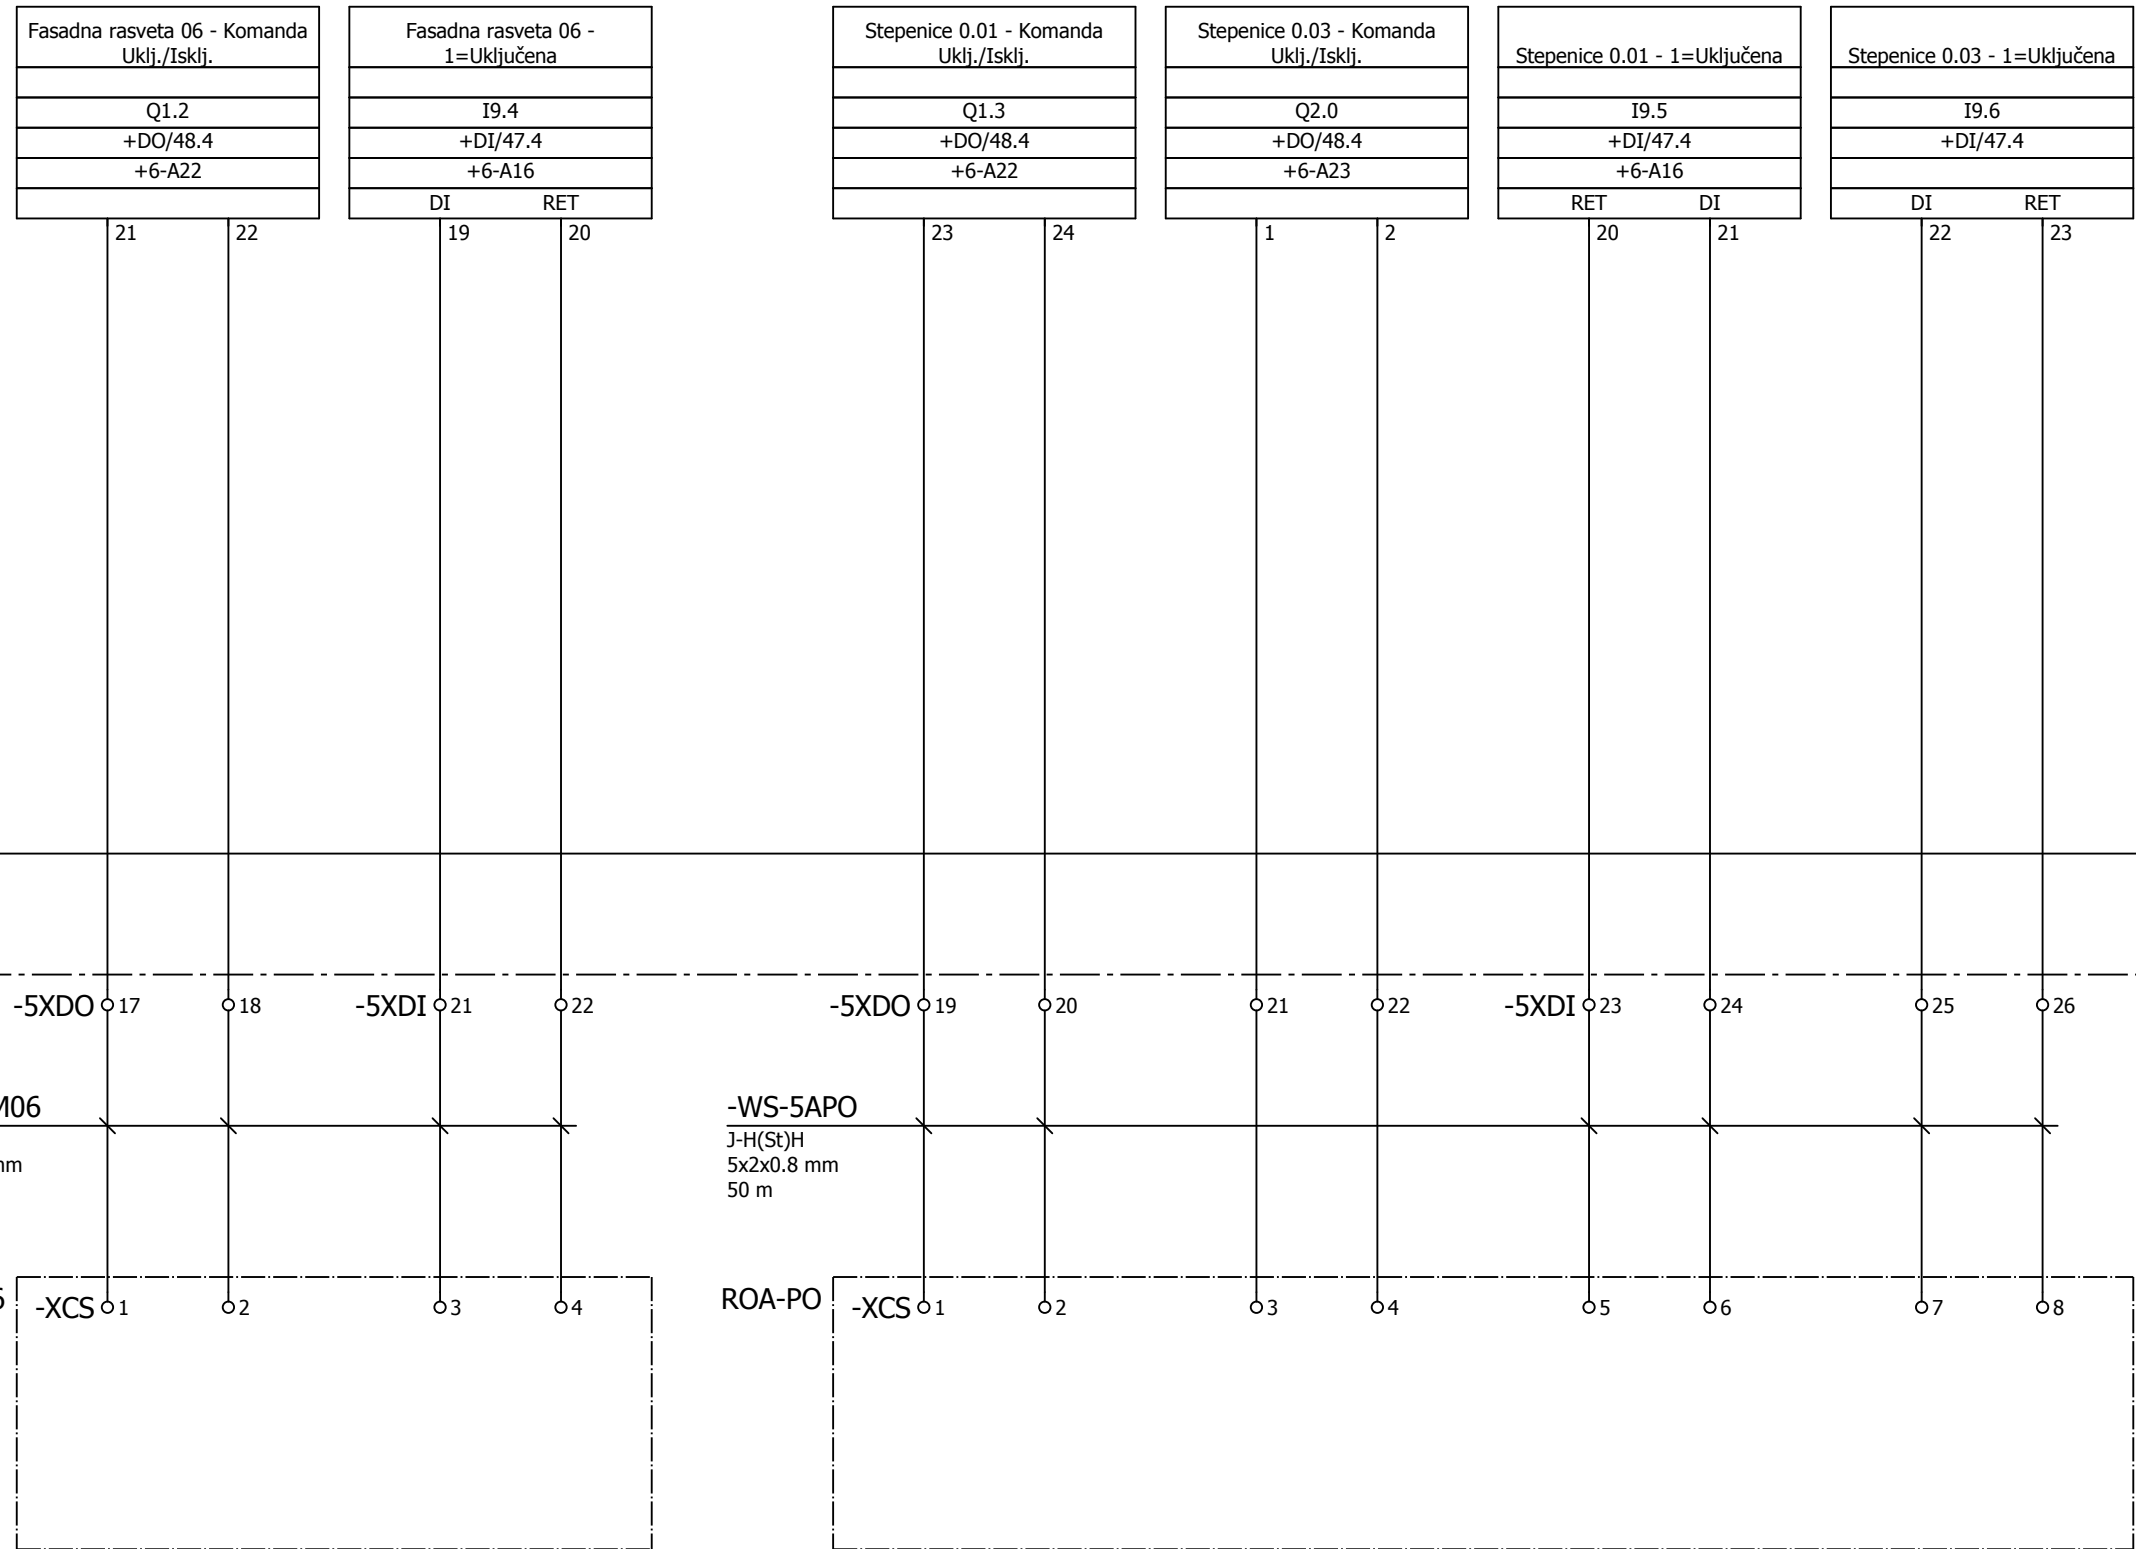 Fasadna rasveta 06 - Komanda
Uklj./Isklj.
Q1.2
+DO/48.4
+6-A22
21 22
Fasadna rasveta 06 -
1=Uključena
I9.4
+DI/47.4
+6-A16
DI RET
19 20
Stepenice 0.01 - Komanda
Uklj./Isklj.
Q1.3
+DO/48.4
+6-A22
23 24
Stepenice 0.03 - Komanda
Uklj./Isklj.
Q2.0
+DO/48.4
+6-A23
1 2
Stepenice 0.01 - 1=Uključena
I9.5
+DI/47.4
+6-A16
RET DI
20 21
Stepenice 0.03 - 1=Uključena
I9.6
+DI/47.4
DI RET
22 23
-5XDO 17 18 -5XDI 21 22 -5XDO 19 20 21 22 -5XDI 23 24 25 26
M06
mm
-WS-5APO
J-H(St)H
5x2x0.8 mm
50 m
-XCS 1 2 3 4
ROA-PO -XCS 1 2 3 4 5 6 7 8